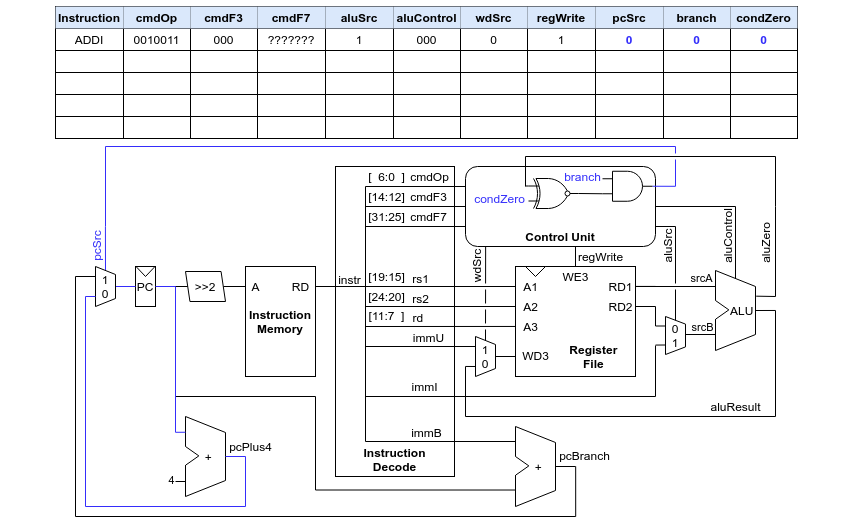 Instruction cmdOp cmdF3 cmdF7 aluSrc aluControl wdSrc regWrite pcSrc branch condZero
ADDI 0010011 000 ??????? 1 000 0 1 0 0 0
[ 6:0 ] cmdOp
[14:12] cmdF3
[31:25] cmdF7
branch
condZero
Control Unit
pcSrc
wdSrc
regWrite
aluSrc
aluControl
aluZero
1
0
PC
>>2
A RD
Instruction
Memory
instr
[19:15] rs1
[24:20] rs2
[11:7 ] rd
immU
immI
immB
Instruction
Decode
WE3
A1 RD1
A2 RD2
A3
WD3
Register
File
1
0
srcA
srcB
0
1
ALU
aluResult
pcPlus4
+
4
pcBranch
+